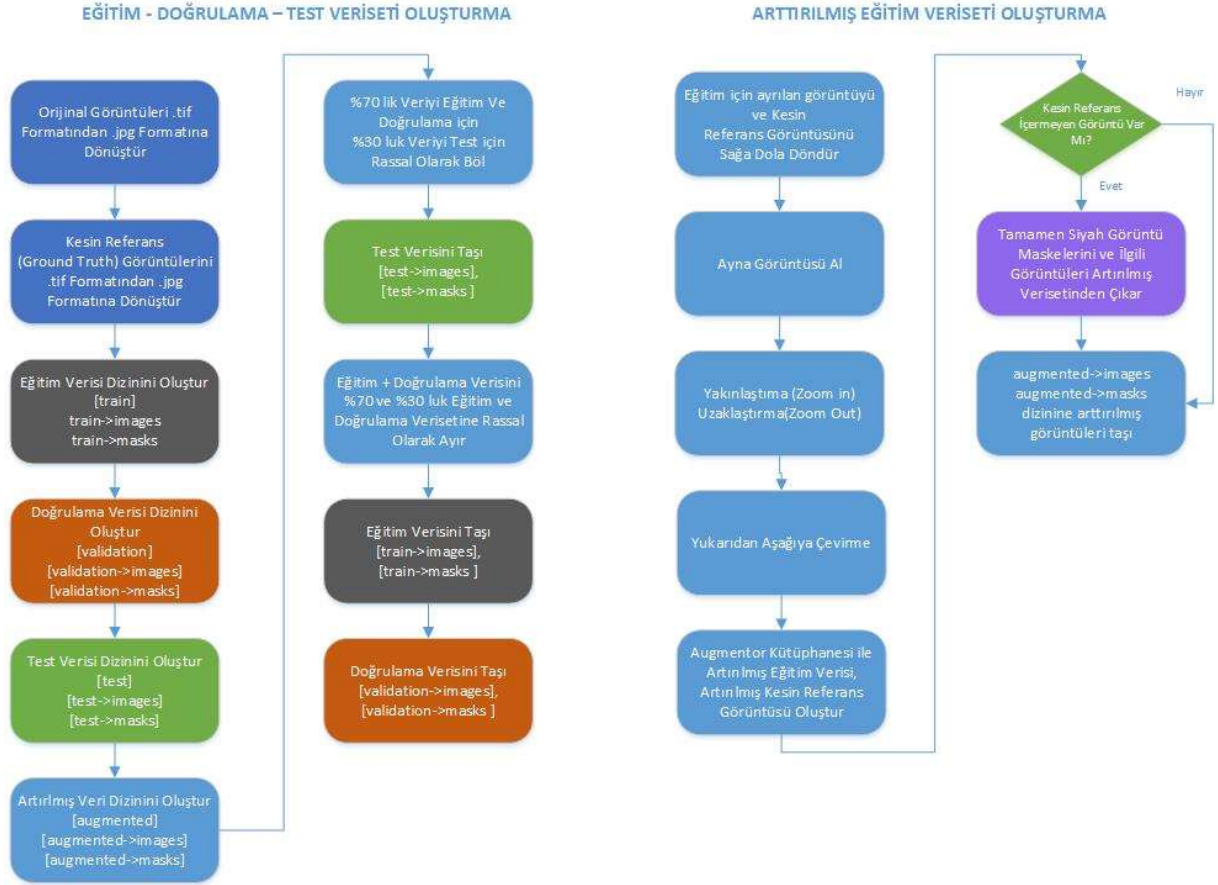 EĞİTİM - DOĞRULAMA – TEST VERİSETİ OLUŞTURMA
Orijinal Görüntüleri .tif
Formatından .jpg Formatına
Dönüştür
Kesin Referans
(Ground Truth) Görüntülerini
.tif Formatından .jpg
Formatına Dönüştür
Eğitim Verisi Dizinini Oluştur
[train]
train->images
train->masks
Doğrulama Verisi Dizinini
Oluştur
[validation]
[validation->images]
[validation->masks]
Test Verisi Dizinini Oluştur
[test]
[test->images]
[test->masks]
Artırılmış Veri Dizinini Oluştur
[augmented]
[augmented->images]
[augmented->masks]
%70 lik Veriyi Eğitim Ve
Doğrulama için
%30 luk Veriyi Test için
Rassal Olarak Böl
Test Verisini Taşı
[test->images],
[test->masks ]
Eğitim + Doğrulama Verisini
%70 ve %30 luk Eğitim ve
Doğrulama Verisetine Rassal
Olarak Ayır
Eğitim Verisini Taşı
[train->images],
[train->masks ]
Doğrulama Verisini Taşı
[validation->images],
[validation->masks ]
ARTTIRILMIŞ EĞİTİM VERİSETİ OLUŞTURMA
Eğitim için ayrılan görüntüyü
ve Kesin
Referans Görüntüsünü
Sağa Dola Döndür
Ayna Görüntüsü Al
Yakınlaştırma (Zoom in)
Uzaklaştırma(Zoom Out)
Yukarıdan Aşağıya Çevirme
Augmentor Kütüphanesi ile
Artırılmış Eğitim Verisi,
Artırılmış Kesin Referans
Görüntüsü Oluştur
Kesin Referans
İçermeyen Görüntü Var
Mı?
Hayır
Evet
Tamamen Siyah Görüntü
Maskelerini ve İlgili
Görüntüleri Artırılmış
Verisetinden Çıkar
augmented->images
augmented->masks
dizinine arttırılmış
görüntüleri taşı